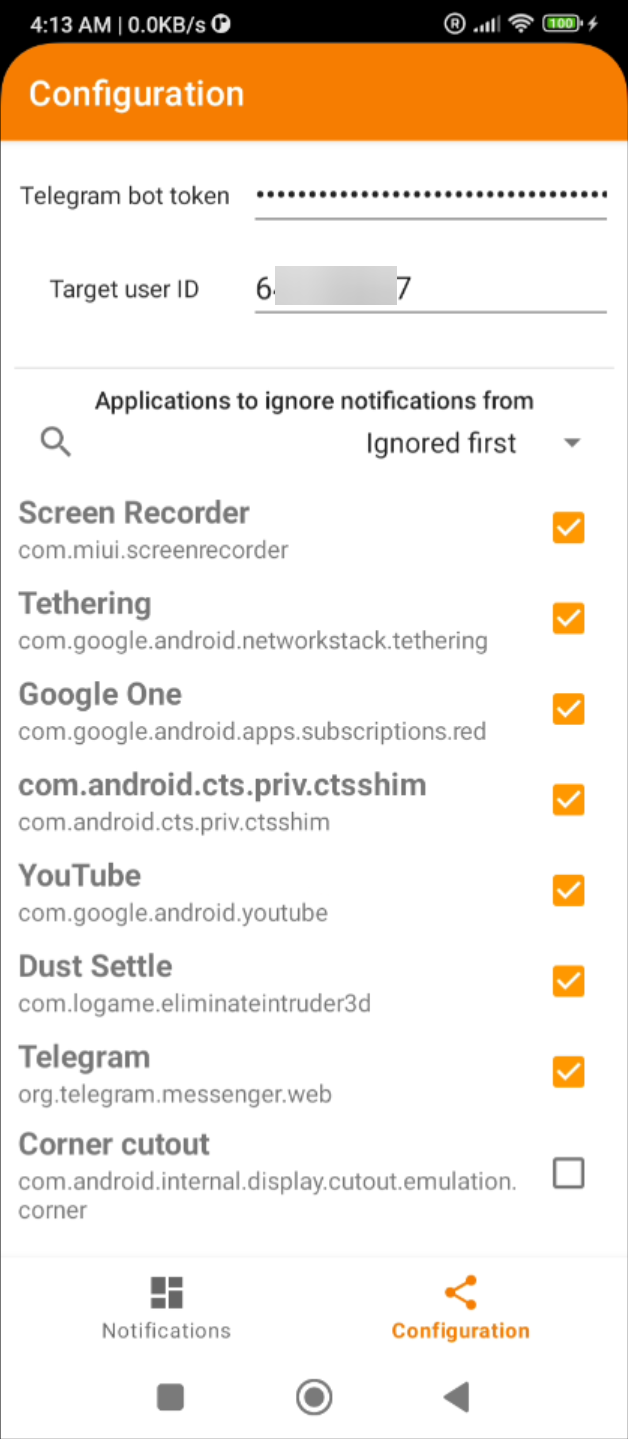 4:13 AM | 0.0KB/s
100
Configuration
Telegram bot token
••••••••••••••••••••••••••••••••••
Target user ID
6 7
Applications to ignore notifications from
Ignored first
Screen Recorder
com.miui.screenrecorder
Tethering
com.google.android.networkstack.tethering
Google One
com.google.android.apps.subscriptions.red
com.android.cts.priv.ctsshim
com.android.cts.priv.ctsshim
YouTube
com.google.android.youtube
Dust Settle
com.logame.eliminateintruder3d
Telegram
org.telegram.messenger.web
Corner cutout
com.android.internal.display.cutout.emulation.
corner
Notifications
Configuration